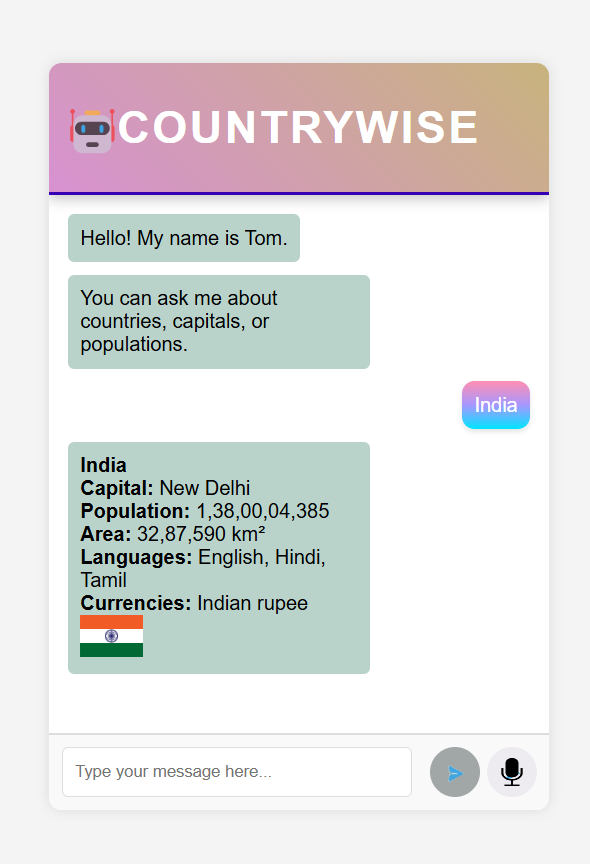 COUNTRYWISE
Hello! My name is Tom.
You can ask me about
countries, capitals, or
populations.
India
India
Capital: New Delhi
Population: 1,38,00,04,385
Area: 32,87,590 km²
Languages: English, Hindi,
Tamil
Currencies: Indian rupee
Type your message here...